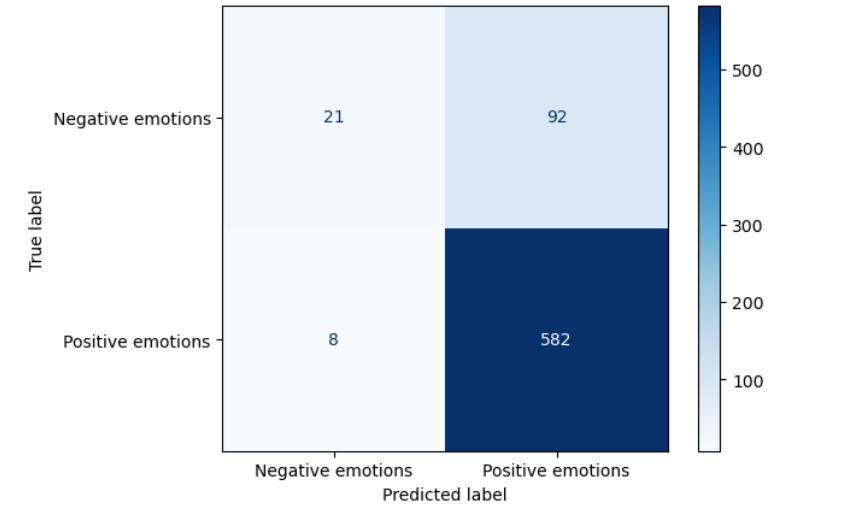 500
Negative emotions
21
92
400
True label
300
200
Positive emotions
8
582
100
Negative emotions
Positive emotions
Predicted label